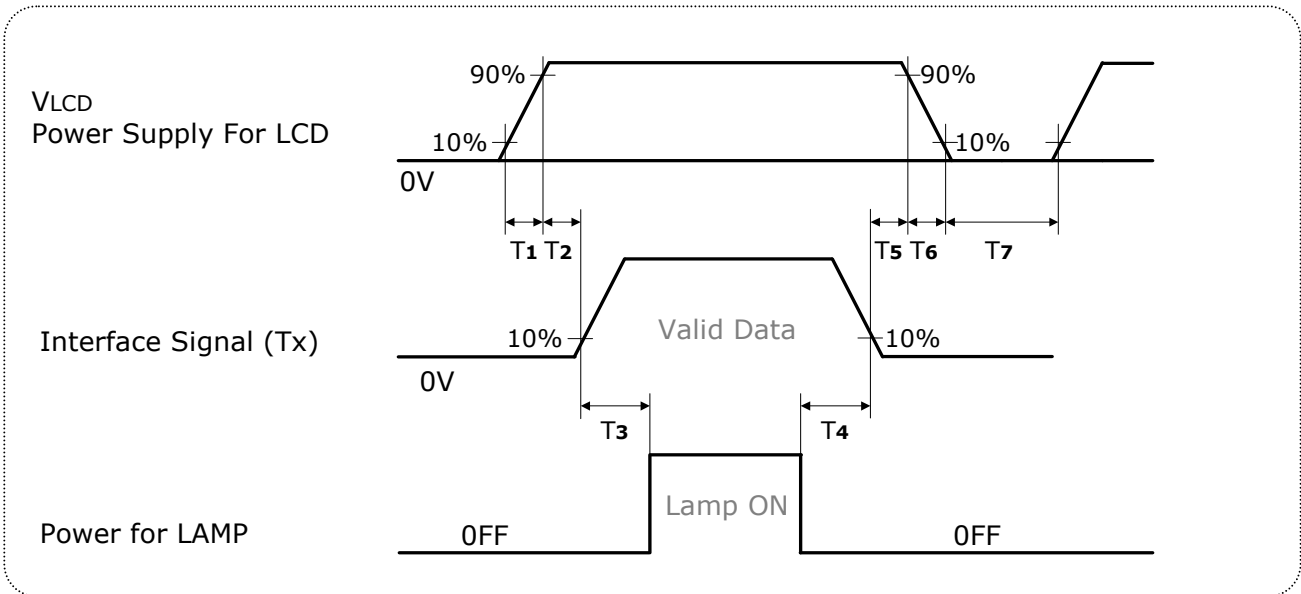 90%
90%
VLCD
Power Supply For LCD
10%
10%
0V
T1 T2
T5 T6
T7
Interface Signal (Tx)
10%
Valid Data
10%
0V
T3
T4
Lamp ON
Power for LAMP
0FF
0FF